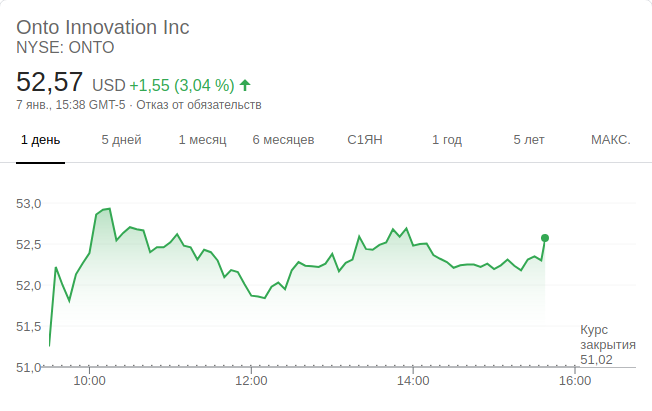 Onto Innovation Inc
NYSE: ONTO
52,57 USD +1,55 (3,04 %)
7 янв., 15:38 GMT-5 · Отказ от обязательств
1 день 5 дней 1 месяц 6 месяцев С1ЯН 1 год 5 лет МАКС.
53,0
52,5
52,0
51,5
51,0
Курс
закрытия
51,02
10:00 12:00 14:00 16:00